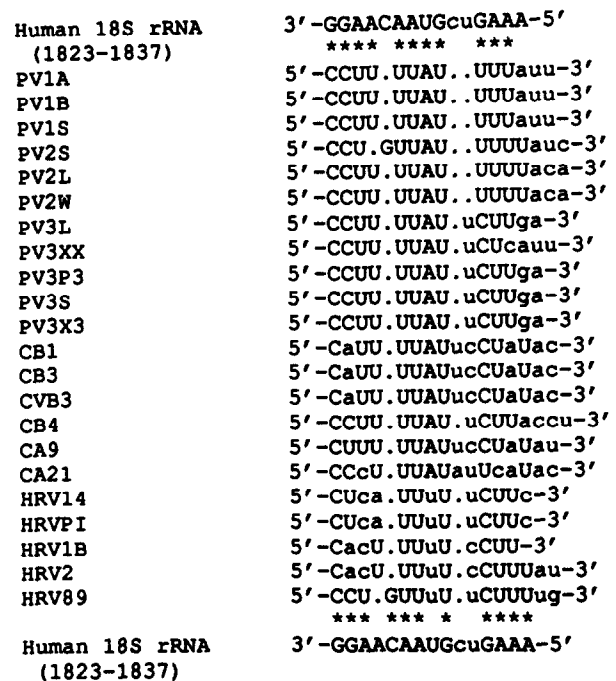 Human 18S rRNA 3'-GGAACAAUGcuGAAA-5'
(1823-1837) **** **** ***
PV1A 5'-CCUU.UUAU..UUUauu-3'
PV1B 5'-CCUU.UUAU..UUUauu-3'
PV1S 5'-CCUU.UUAU..UUUauu-3'
PV2S 5'-CCU.GUUAU..UUUUauc-3'
PV2L 5'-CCUU.UUAU..UUUUaca-3'
PV2W 5'-CCUU.UUAU..UUUUaca-3'
PV3L 5'-CCUU.UUAU.uCUUga-3'
PV3XX 5'-CCUU.UUAU.uCUcauu-3'
PV3P3 5'-CCUU.UUAU.uCUUga-3'
PV3S 5'-CCUU.UUAU.uCUUga-3'
PV3X3 5'-CCUU.UUAU.uCUUga-3'
CB1 5'-CaUU.UUAUucCUaUac-3'
CB3 5'-CaUU.UUAUucCUaUac-3'
CVB3 5'-CaUU.UUAUucCUaUac-3'
CB4 5'-CCUU.UUAU.uCUUaccu-3'
CA9 5'-CUUU.UUAUucCUaUau-3'
CA21 5'-CCcU.UUAUauUcaUac-3'
HRV14 5'-CUca.UUuU.uCUUc-3'
HRVPI 5'-CUca.UUuU.uCUUc-3'
HRV1B 5'-CacU.UUuU.cCUU-3'
HRV2 5'-CacU.UUuU.cCUUUau-3'
HRV89 5'-CCU.GUUuU.uCUUUug-3'
**** *** * ****
Human 18S rRNA 3'-GGAACAAUGcuGAAA-5'
(1823-1837)